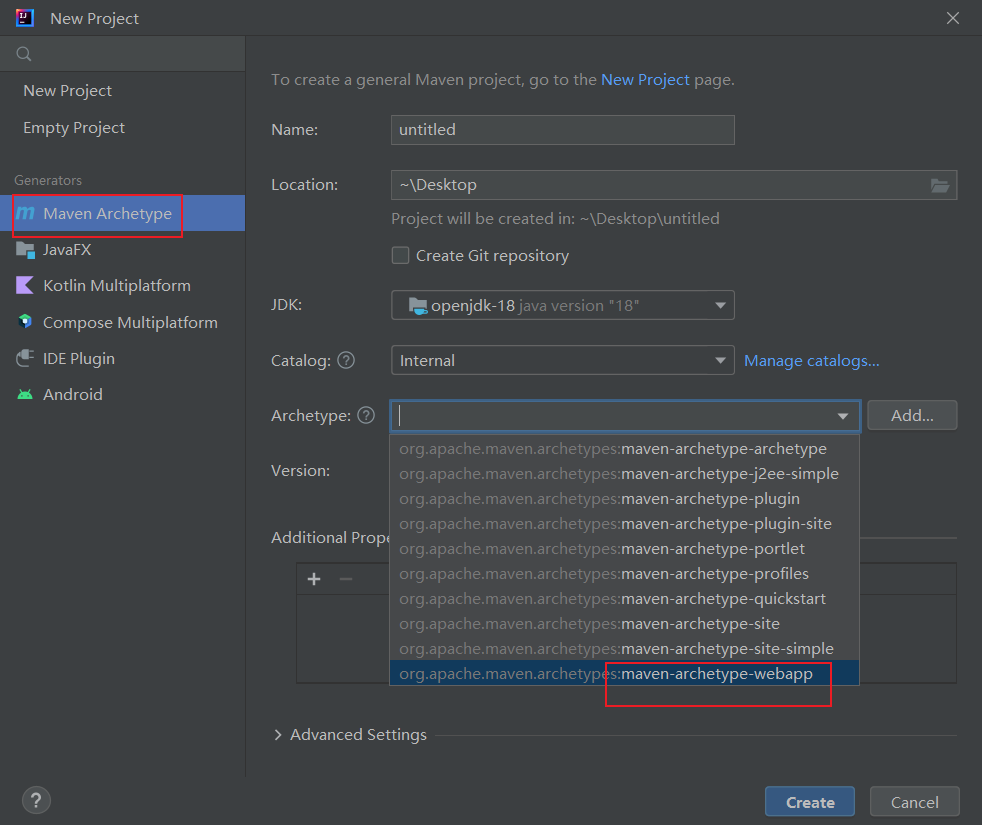 New Project
New Project
Empty Project
Generators
Maven Archetype
JavaFX
Kotlin Multiplatform
Compose Multiplatform
IDE Plugin
Android
To create a general Maven project, go to the New Project page.
Name: untitled
Location: ~\Desktop
Project will be created in: ~\Desktop\untitled
Create Git repository
JDK: openjdk-18 java version "18"
Catalog: ? Internal Manage catalogs...
Archetype: ? Add...
org.apache.maven.archetypes:maven-archetype-archetype
org.apache.maven.archetypes:maven-archetype-j2ee-simple
Version:
org.apache.maven.archetypes:maven-archetype-plugin
org.apache.maven.archetypes:maven-archetype-plugin-site
Additional Prope
org.apache.maven.archetypes:maven-archetype-portlet
org.apache.maven.archetypes:maven-archetype-profiles
org.apache.maven.archetypes:maven-archetype-quickstart
org.apache.maven.archetypes:maven-archetype-site
org.apache.maven.archetypes:maven-archetype-site-simple
org.apache.maven.archetypes:maven-archetype-webapp
Advanced Settings
? Create Cancel